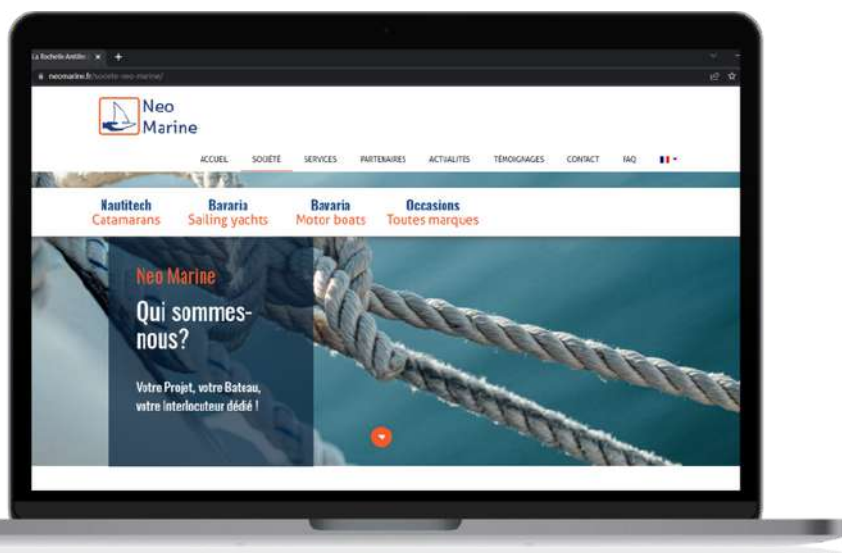 La Rochelle-Antilles
neomarine.fr/societe-neo-marine/
Neo
Marine
ACCUEIL SOCIÉTÉ SERVICES PARTENAIRES ACTUALITÉS TÉMOIGNAGES CONTACT FAQ
Nautitech Bararia Bavaria Occasions
Catamarans Sailing yachts Motor boats Toutes marques
Neo Marine
Qui sommes-
nous?
Votre Projet, votre Bateau,
votre Interlocuteur dédié !